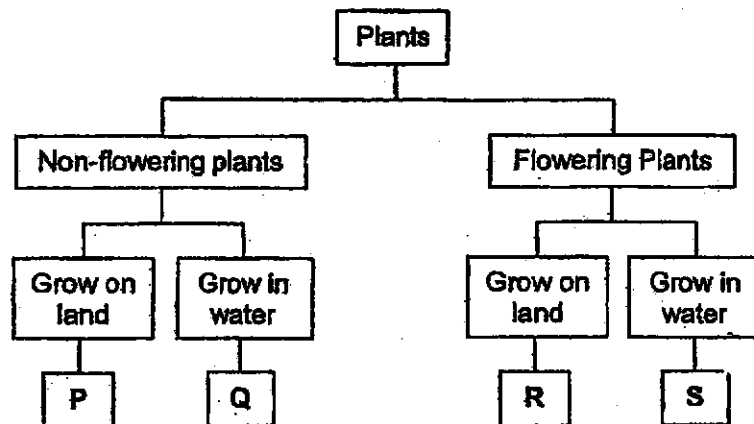 Plants
Non-flowering plants
Flowering Plants
Grow on
land
Grow in
water
Grow on
land
Grow in
water
P
Q
R
S